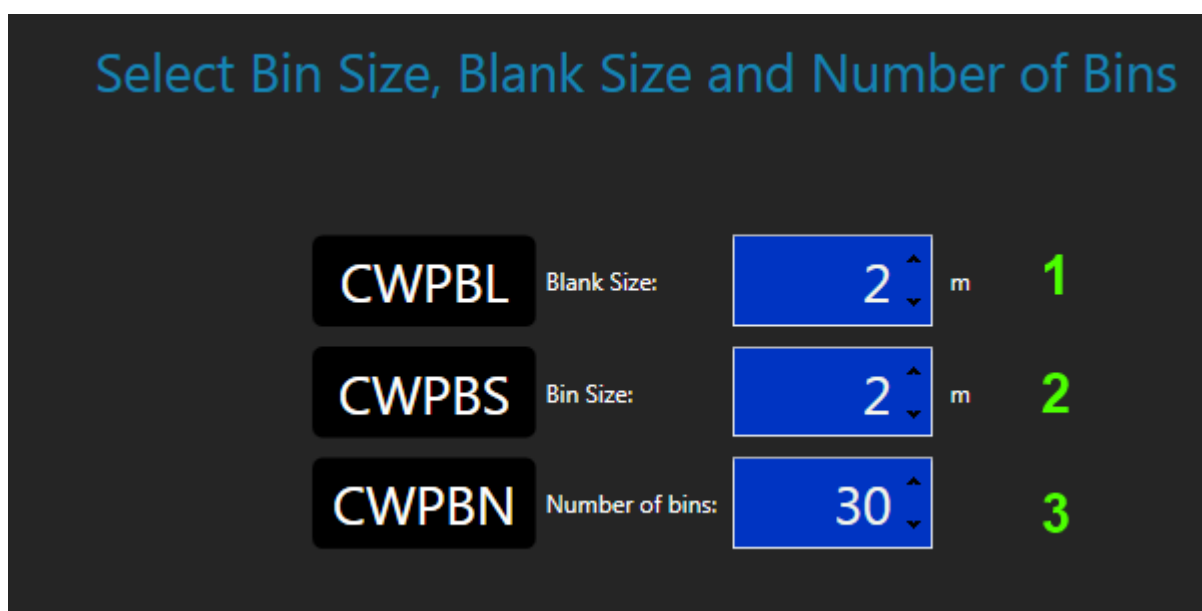 Select Bin Size, Blank Size and Number of Bins
CWPBL Blank Size: 2 m 1
CWPBS Bin Size: 2 m 2
CWPBN Number of bins: 30 3